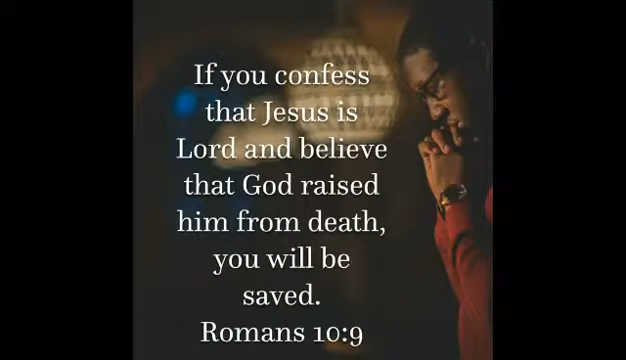 If you confess
that Jesus is
Lord and believe
that God raised
him from death,
you will be
saved.
Romans 10:9